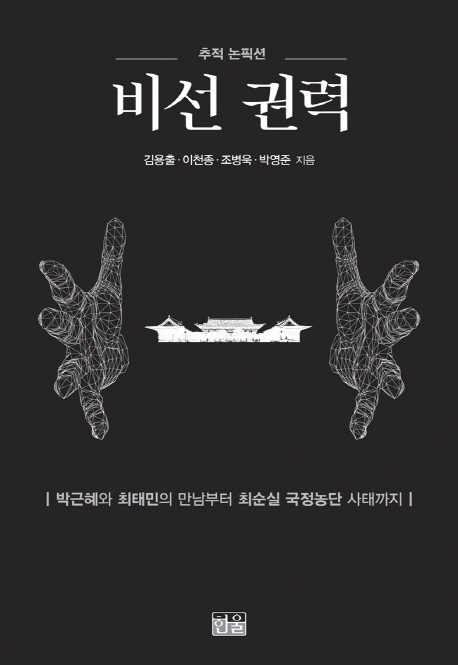 추적 논픽션
비선 권력
김용출·이천종·조병욱·박영준 지음
| 박근혜와 최태민의 만남부터 최순실 국정농단 사태까지 |
한울